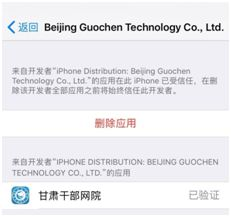 返回 Beijing Guochen Technology Co., Ltd.
来自开发者“iPhone Distribution: Beijing Guochen
Technology Co., Ltd.”的应用在此 iPhone 已受信任，在删
除该开发者全部应用之前将始终信任此开发者。
删除应用
来自开发者“IPHONE DISTRIBUTION: BEIJING GUOCHEN
TECHNOLOGY CO., LTD.”的应用
甘肃干部网院 已验证